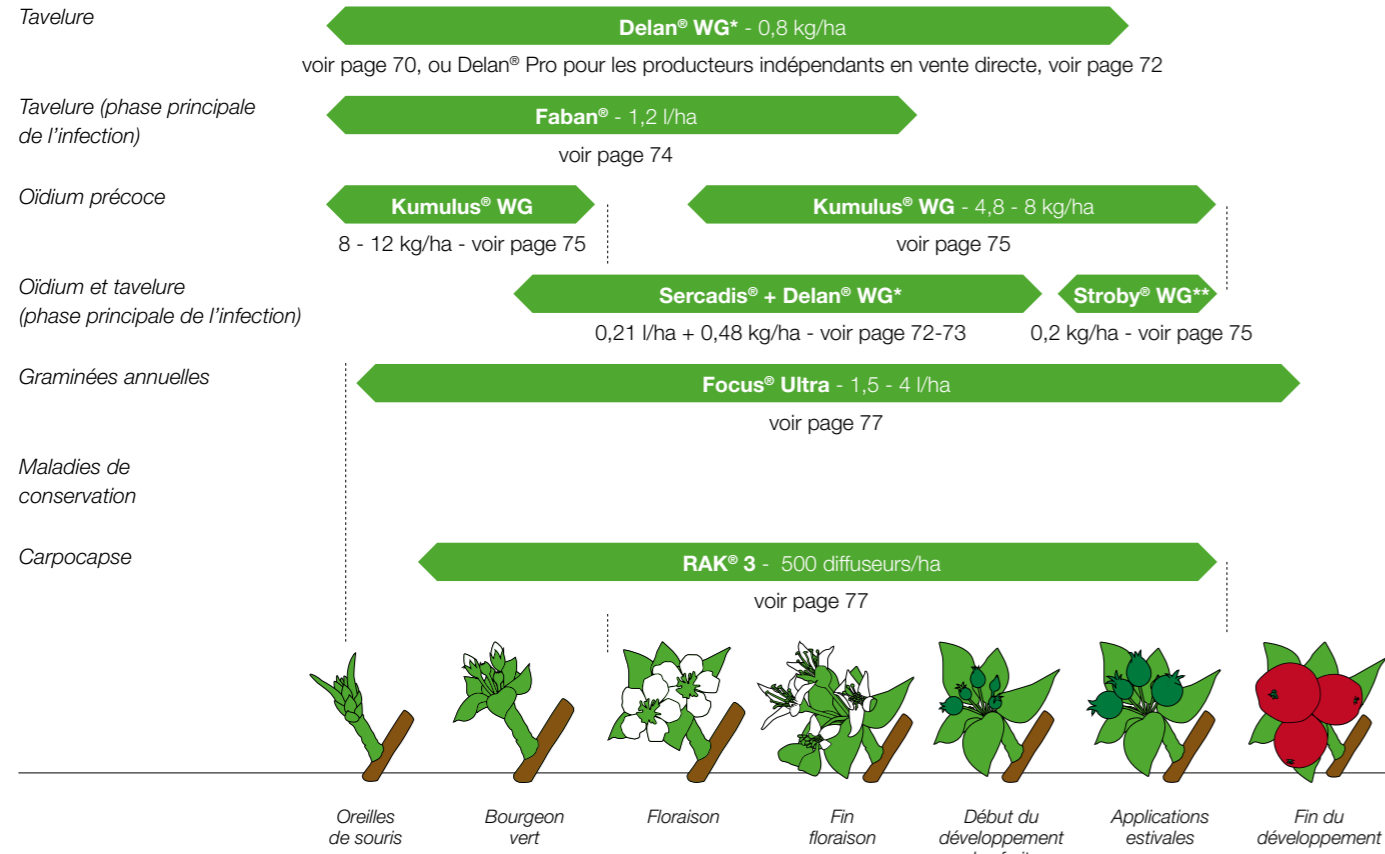 Tavelure
Delan® WG* - 0,8 kg/ha
voir page 70, ou Delan® Pro pour les producteurs indépendants en vente directe, voir page 72
Tavelure (phase principale
de l'infection)
Faban® - 1,2 l/ha
voir page 74
Oïdium précoce
Kumulus® WG
8 - 12 kg/ha - voir page 75
Kumulus® WG - 4,8 - 8 kg/ha
voir page 75
Oïdium et tavelure
(phase principale de l'infection)
Sercadis® + Delan® WG*
0,21 l/ha + 0,48 kg/ha - voir page 72-73
Stroby® WG**
0,2 kg/ha - voir page 75
Graminées annuelles
Focus® Ultra - 1,5 - 4 l/ha
voir page 77
Maladies de
conservation
Carpocapse
RAK® 3 - 500 diffuseurs/ha
voir page 77
Oreilles
de souris
Bourgeon
vert
Floraison
Fin
floraison
Début du
développement
Applications
estivales
Fin du
développement